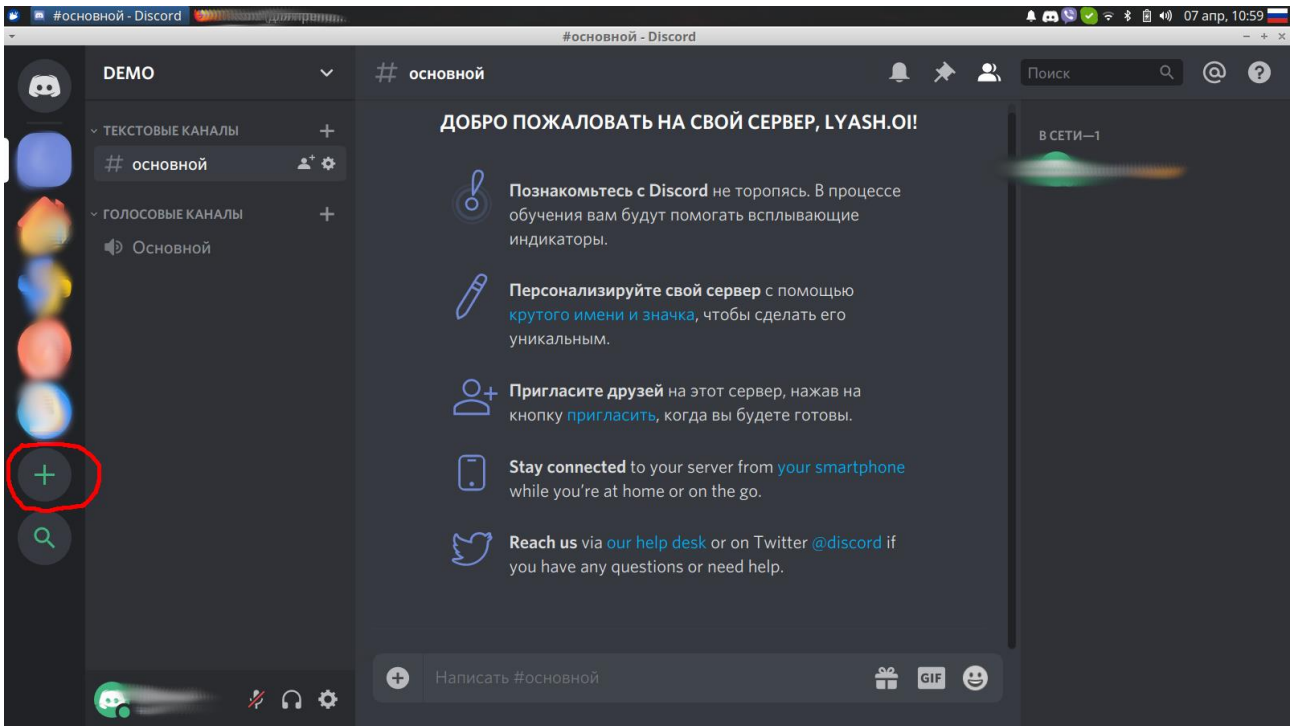 #основной - Discord
07 апр, 10:59
#основной - Discord
DEMO
# основной
Поиск
ТЕКСТОВЫЕ КАНАЛЫ
# основной
ГОЛОСОВЫЕ КАНАЛЫ
Основной
ДОБРО ПОЖАЛОВАТЬ НА СВОЙ СЕРВЕР, LYASH.OI!
Познакомьтесь с Discord не торопясь. В процессе
обучения вам будут помогать всплывающие
индикаторы.
Персонализируйте свой сервер с помощью
крутого имени и значка, чтобы сделать его
уникальным.
Пригласите друзей на этот сервер, нажав на
кнопку пригласить, когда вы будете готовы.
Stay connected to your server from your smartphone
while you’re at home or on the go.
Reach us via our help desk or on Twitter @discord if
you have any questions or need help.
В СЕТИ—1
Написать #основной
GIF